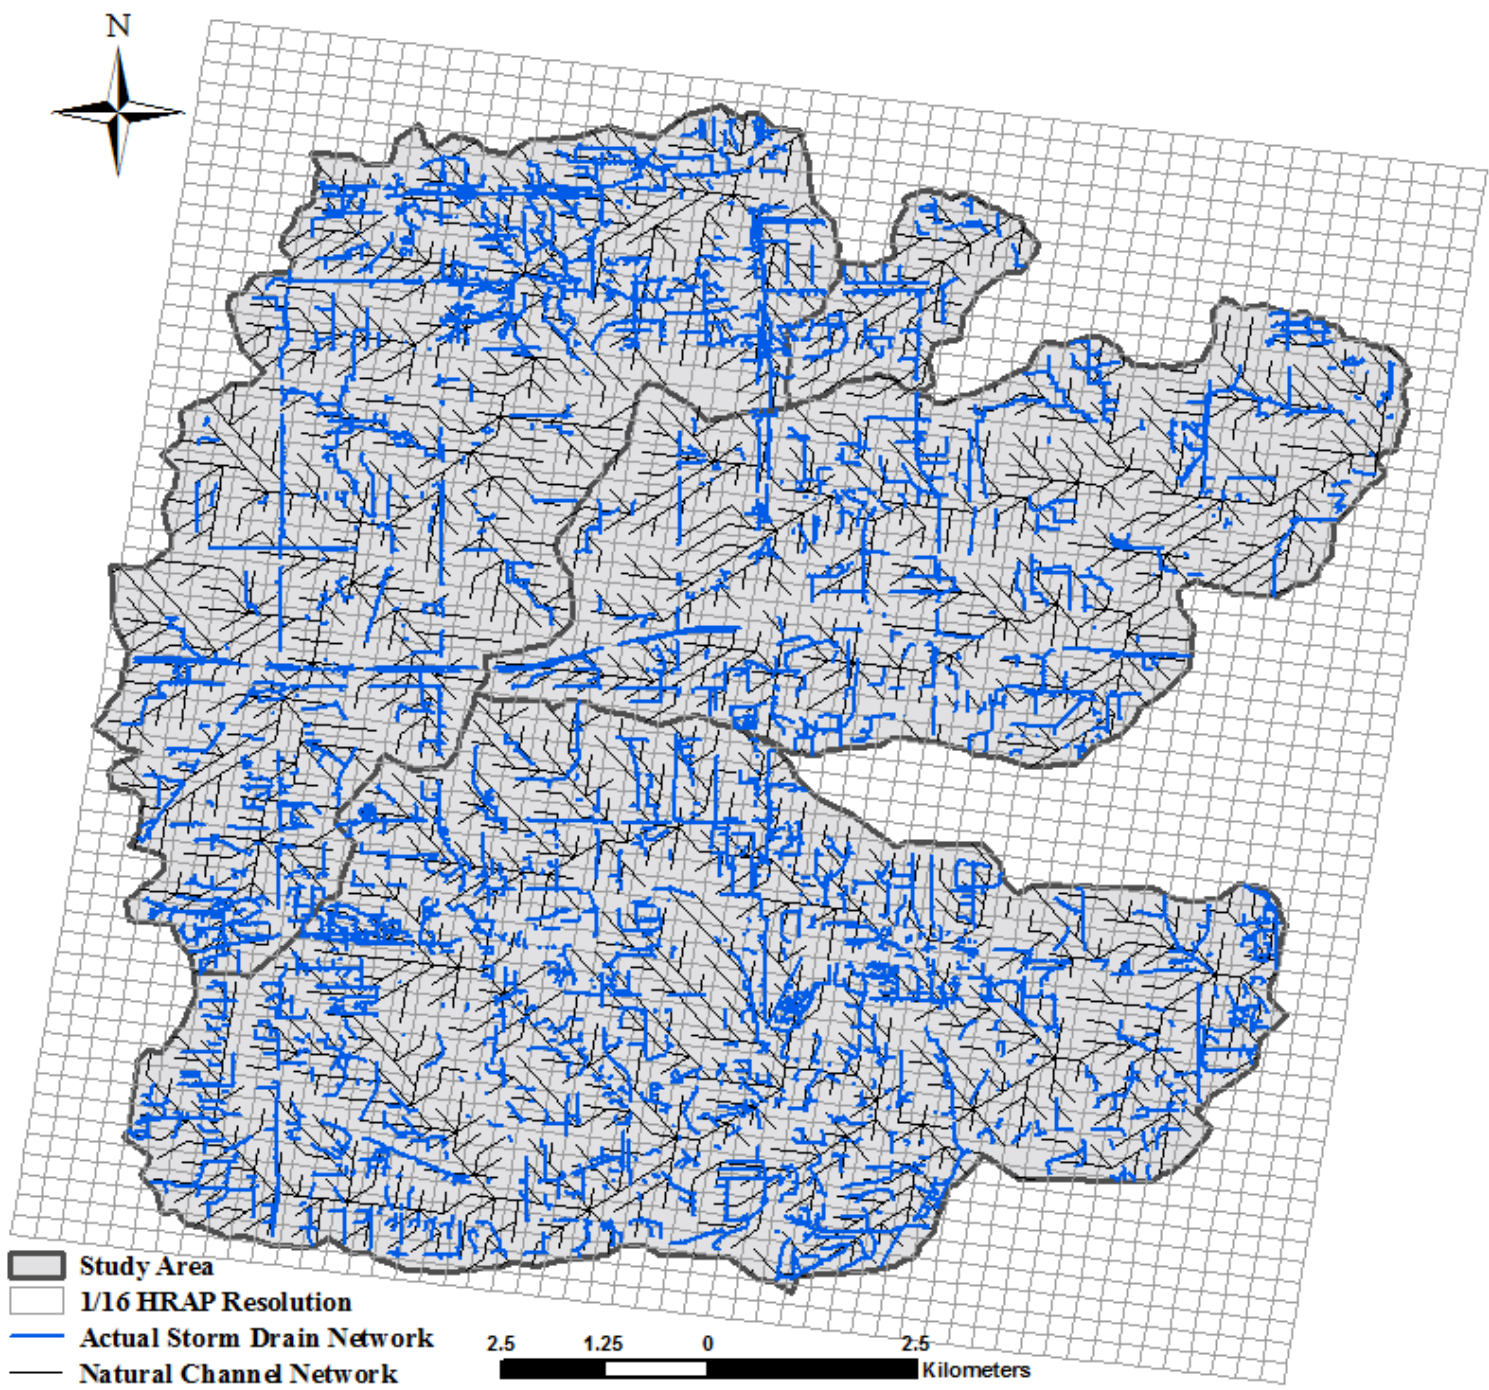 N
Study Area
1/16 HRAP Resolution
Actual Storm Drain Network
Natural Channel Network
2.5 1.25 0 2.5
Kilometers